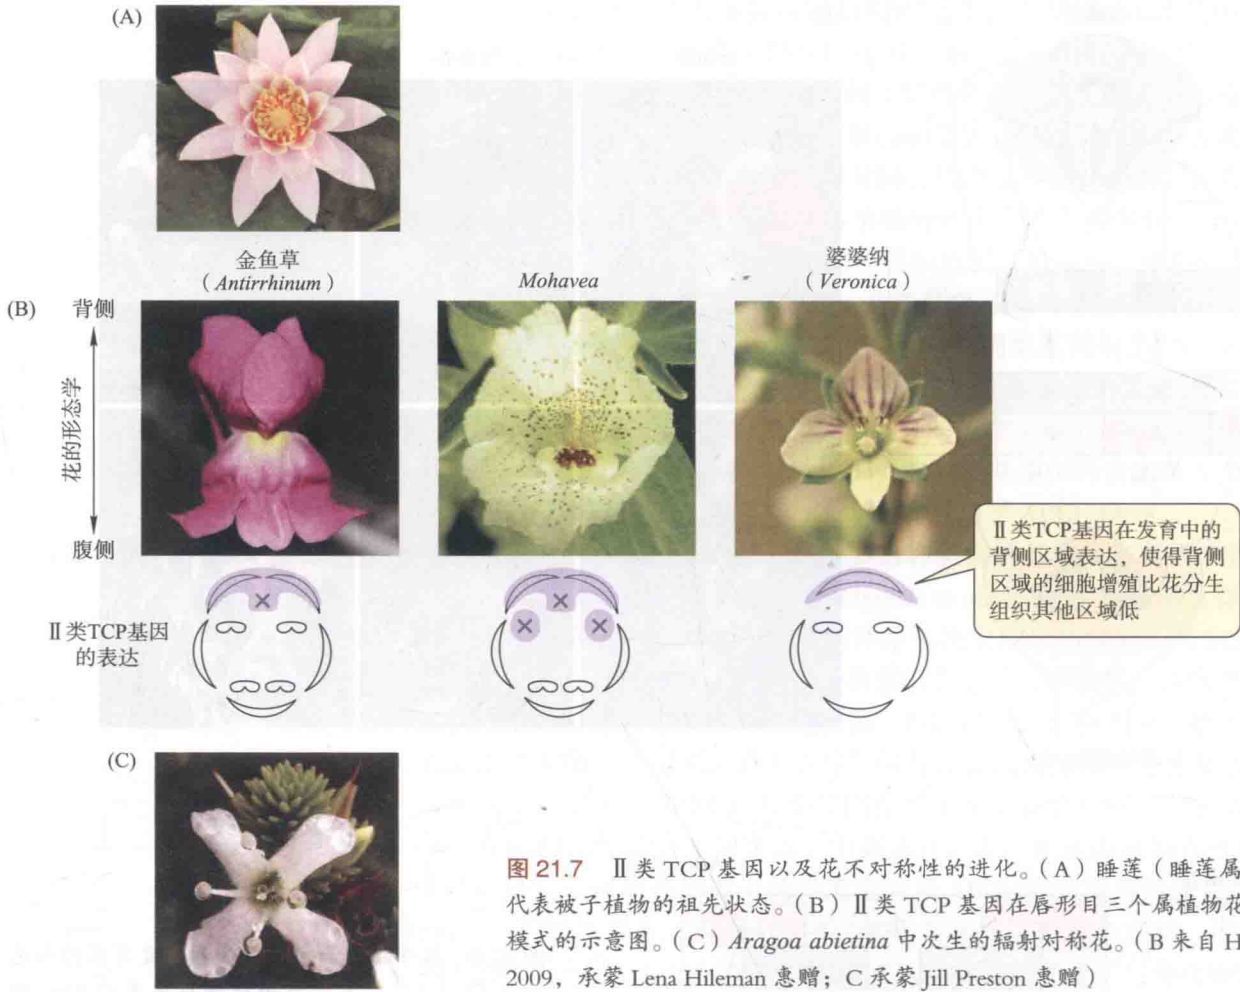 (A)
金鱼草
（Antirrhinum）
Mohavea
婆婆纳
（Veronica）
(B)
背侧
花的形态学
腹侧
Ⅱ类TCP基因在发育中的
背侧区域表达，使得背侧
区域的细胞增殖比花分生
组织其他区域低
Ⅱ类TCP基因
的表达
(C)
图 21.7 Ⅱ类 TCP 基因以及花不对称性的进化。（A）睡莲（睡莲属
代表被子植物的祖先状态。（B）Ⅱ类 TCP 基因在唇形目三个属植物花
模式的示意图。（C）Aragoa abietina 中次生的辐射对称花。（B 来自 H
2009，承蒙 Lena Hileman 惠赠；C 承蒙 Jill Preston 惠赠）